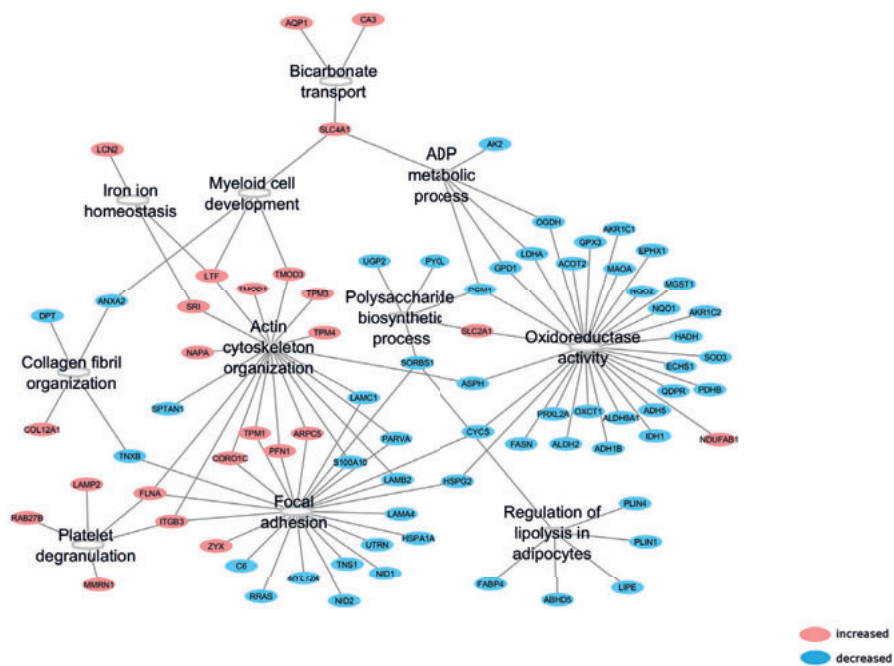 AQP1
CA3
Bicarbonate
transport
SLC4A1
LCN2
ADP
metabolic
process
AK2
Iron ion
homeostasis
Myeloid cell
development
OGDH
AKR1C1
GPX3
EPHX1
LDHA
UGP2
PYGL
GPD1
ACOT2
MAOA
LTF
TMOD3
MGST1
TPM3
PGM1
NQO2
ANXA2
SRI
Polysaccharide
biosynthetic
process
NQO1
AKR1C2
DPT
Actin
cytoskeleton
organization
TPM4
SLC2A1
Oxidoreductase
activity
HADH
NAPA
SOD3
Collagen fibril
organization
SORBS1
ECHS1
ASPH
QDPR
PDHB
SPTAN1
LAMC1
PRXL2A
OXCT1
ALDH9A1
ADH5
COL12A1
TPM1
ARPC5
PARVA
CYCS
FASN
ALDH2
ADH1B
IDH1
NDUFAB1
TNXB
CORO1C
PFN1
S100A10
LAMP2
FLNA
LAMB2
HSPG2
Focal
adhesion
Regulation of
lipolysis in
adipocytes
PLIN4
RAB27B
Platelet
degranulation
ITGB3
LAMA4
ZYX
UTRN
HSPA1A
PLIN1
MMRN1
C6
TNS1
NID1
FABP4
LIPE
RRAS
MYL12A
NID2
ABHD5
increased
decreased